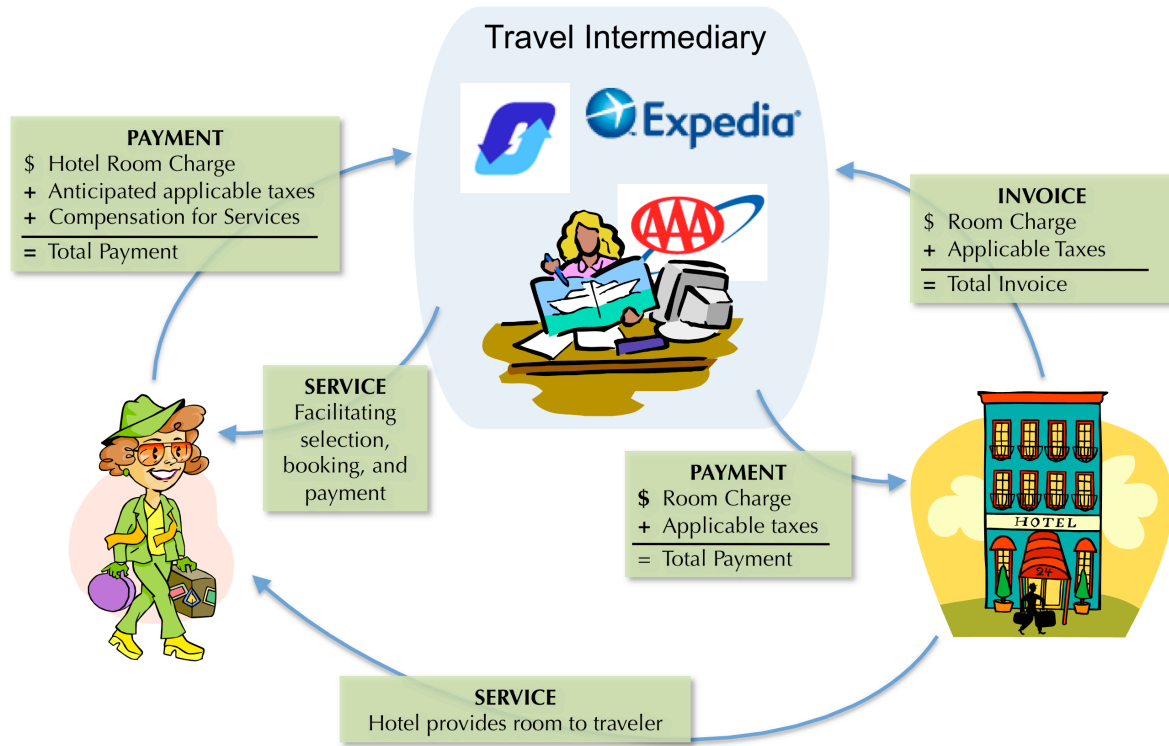 Travel Intermediary
Expedia®
AAA
PAYMENT
$ Hotel Room Charge
+ Anticipated applicable taxes
+ Compensation for Services
= Total Payment
INVOICE
$ Room Charge
+ Applicable Taxes
= Total Invoice
SERVICE
Facilitating
selection,
booking, and
payment
PAYMENT
$ Room Charge
+ Applicable taxes
= Total Payment
HOTEL
24
SERVICE
Hotel provides room to traveler